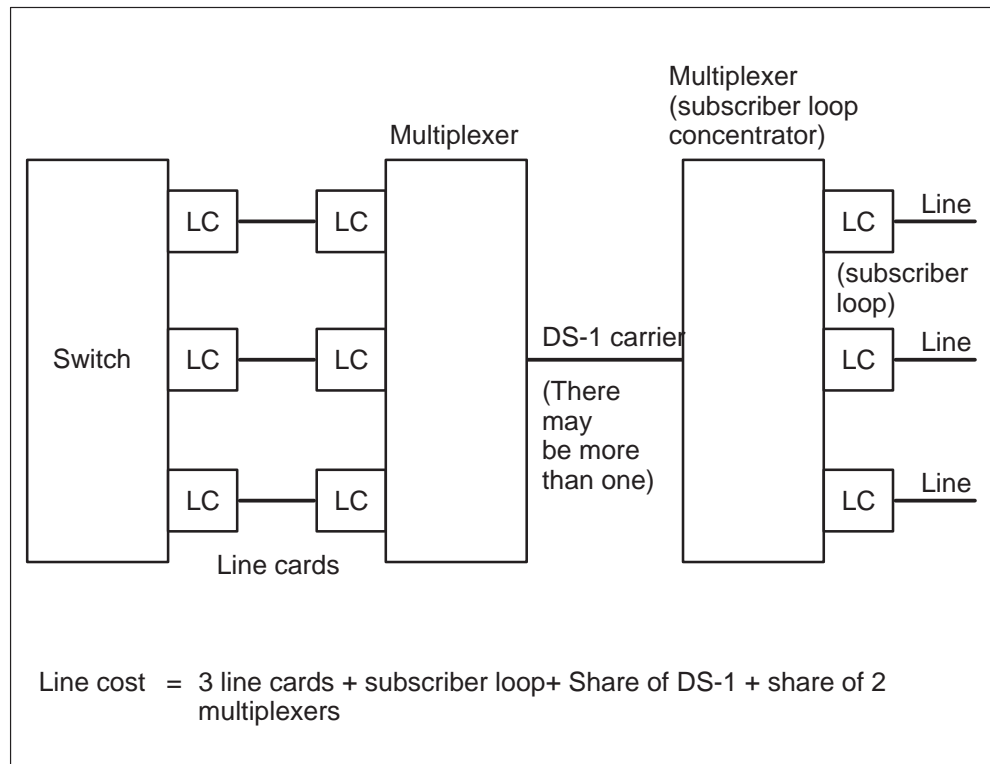 Multiplexer
(subscriber loop
concentrator)
Multiplexer
LC
LC
LC
Line
(subscriber
loop)
Switch
LC
LC
DS-1 carrier
LC
Line
(There
may
be more
than one)
LC
LC
LC
Line
Line cards
Line cost = 3 line cards + subscriber loop+ Share of DS-1 + share of 2
multiplexers